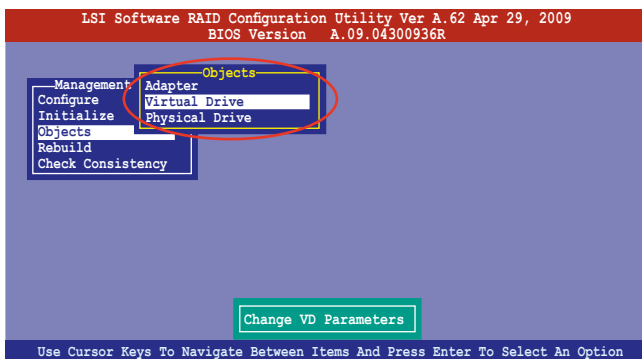 LSI Software RAID Configuration Utility Ver A.62 Apr 29, 2009
BIOS Version A.09.04300936R
Management
Configure
Initialize
Objects
Rebuild
Check Consistency
Objects
Adapter
Virtual Drive
Physical Drive
Change VD Parameters
Use Cursor Keys To Navigate Between Items And Press Enter To Select An Option